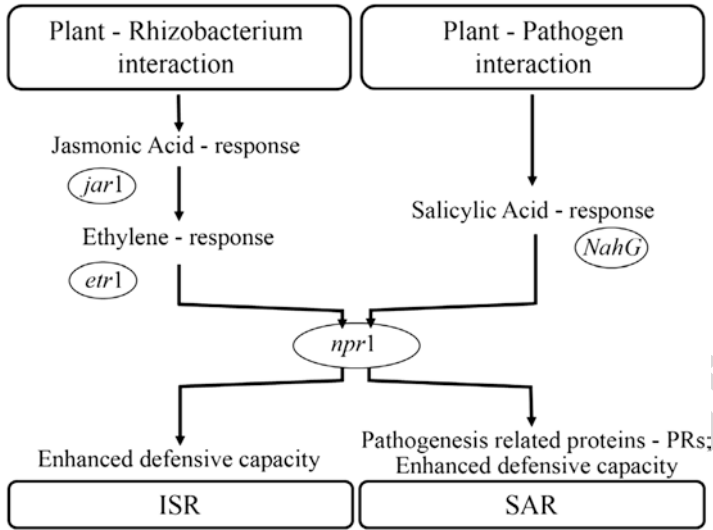 Plant - Rhizobacterium
interaction
Plant - Pathogen
interaction
Jasmonic Acid - response
jar1
Ethylene - response
etr1
Salicylic Acid - response
NahG
npr1
Enhanced defensive capacity
Pathogenesis related proteins - PRs;
Enhanced defensive capacity
ISR
SAR